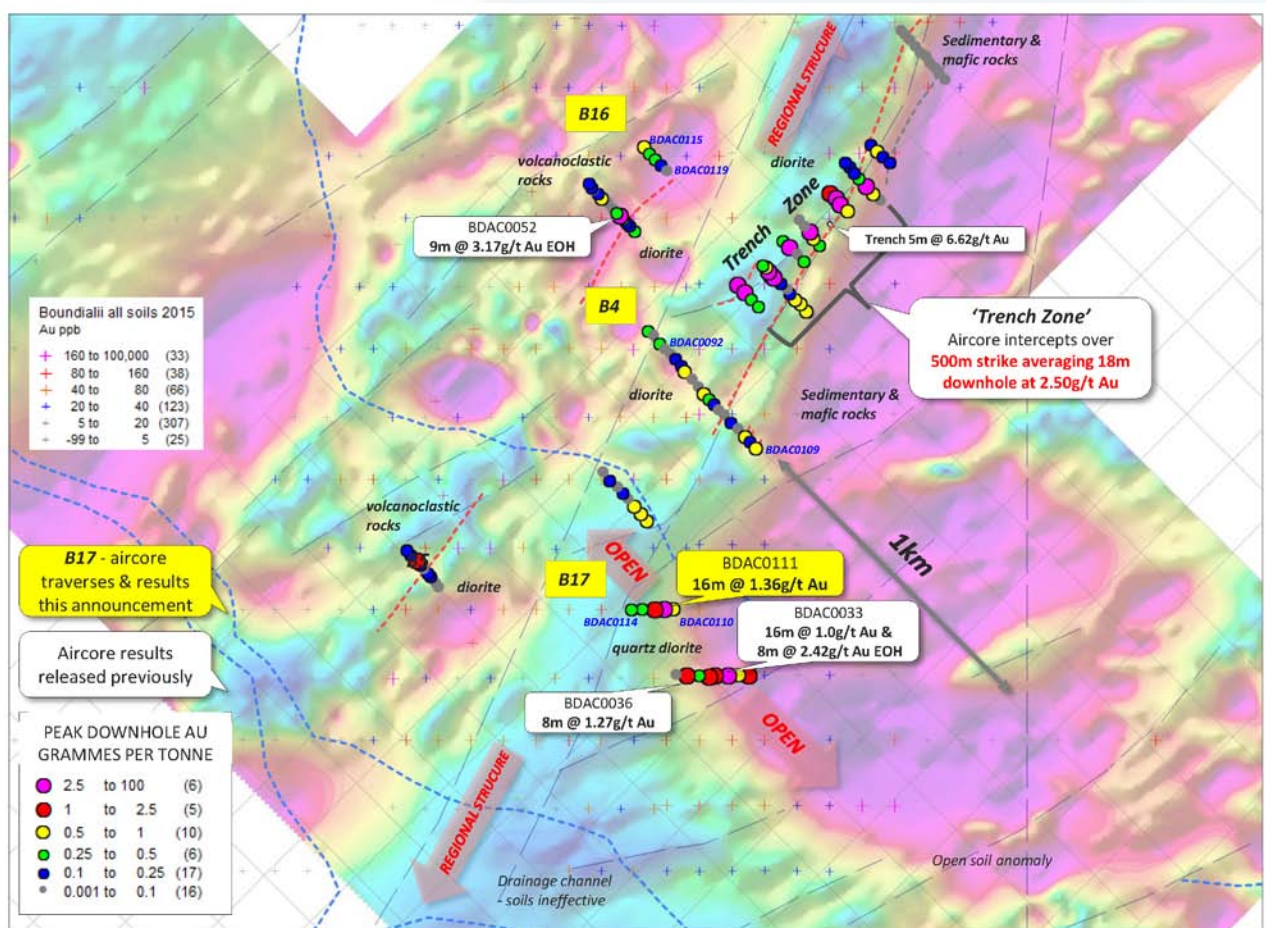 REGIONAL STRUCURE
Sedimentary &
mafic rocks
B16
BDAC0115
BDAC0119
volcanoclastic
rocks
diorite
BDAC0052
9m @ 3.17g/t Au EOH
diorite
Trench Zone
Trench 5m @ 6.62g/t Au
Boundialii all soils 2015
Au ppb
160 to 100,000 (33)
80 to 160 (38)
40 to 80 (66)
20 to 40 (123)
5 to 20 (307)
-99 to 5 (25)
B4
BDAC0092
diorite
BDAC0109
'Trench Zone'
Aircore intercepts over
500m strike averaging 18m
downhole at 2.50g/t Au
Sedimentary &
mafic rocks
1km
volcanoclastic
rocks
diorite
OPEN
B17
BDAC0111
16m @ 1.36g/t Au
BDAC0114
BDAC0110
BDAC0033
16m @ 1.0g/t Au &
8m @ 2.42g/t Au EOH
quartz diorite
BDAC0036
8m @ 1.27g/t Au
OPEN
B17 - aircore
traverses & results
this announcement
Aircore results
released previously
PEAK DOWNHOLE AU
GRAMMES PER TONNE
2.5 to 100 (6)
1 to 2.5 (5)
0.5 to 1 (10)
0.25 to 0.5 (6)
0.1 to 0.25 (17)
0.001 to 0.1 (16)
REGIONAL STRUCURE
Drainage channel
- soils ineffective
Open soil anomaly